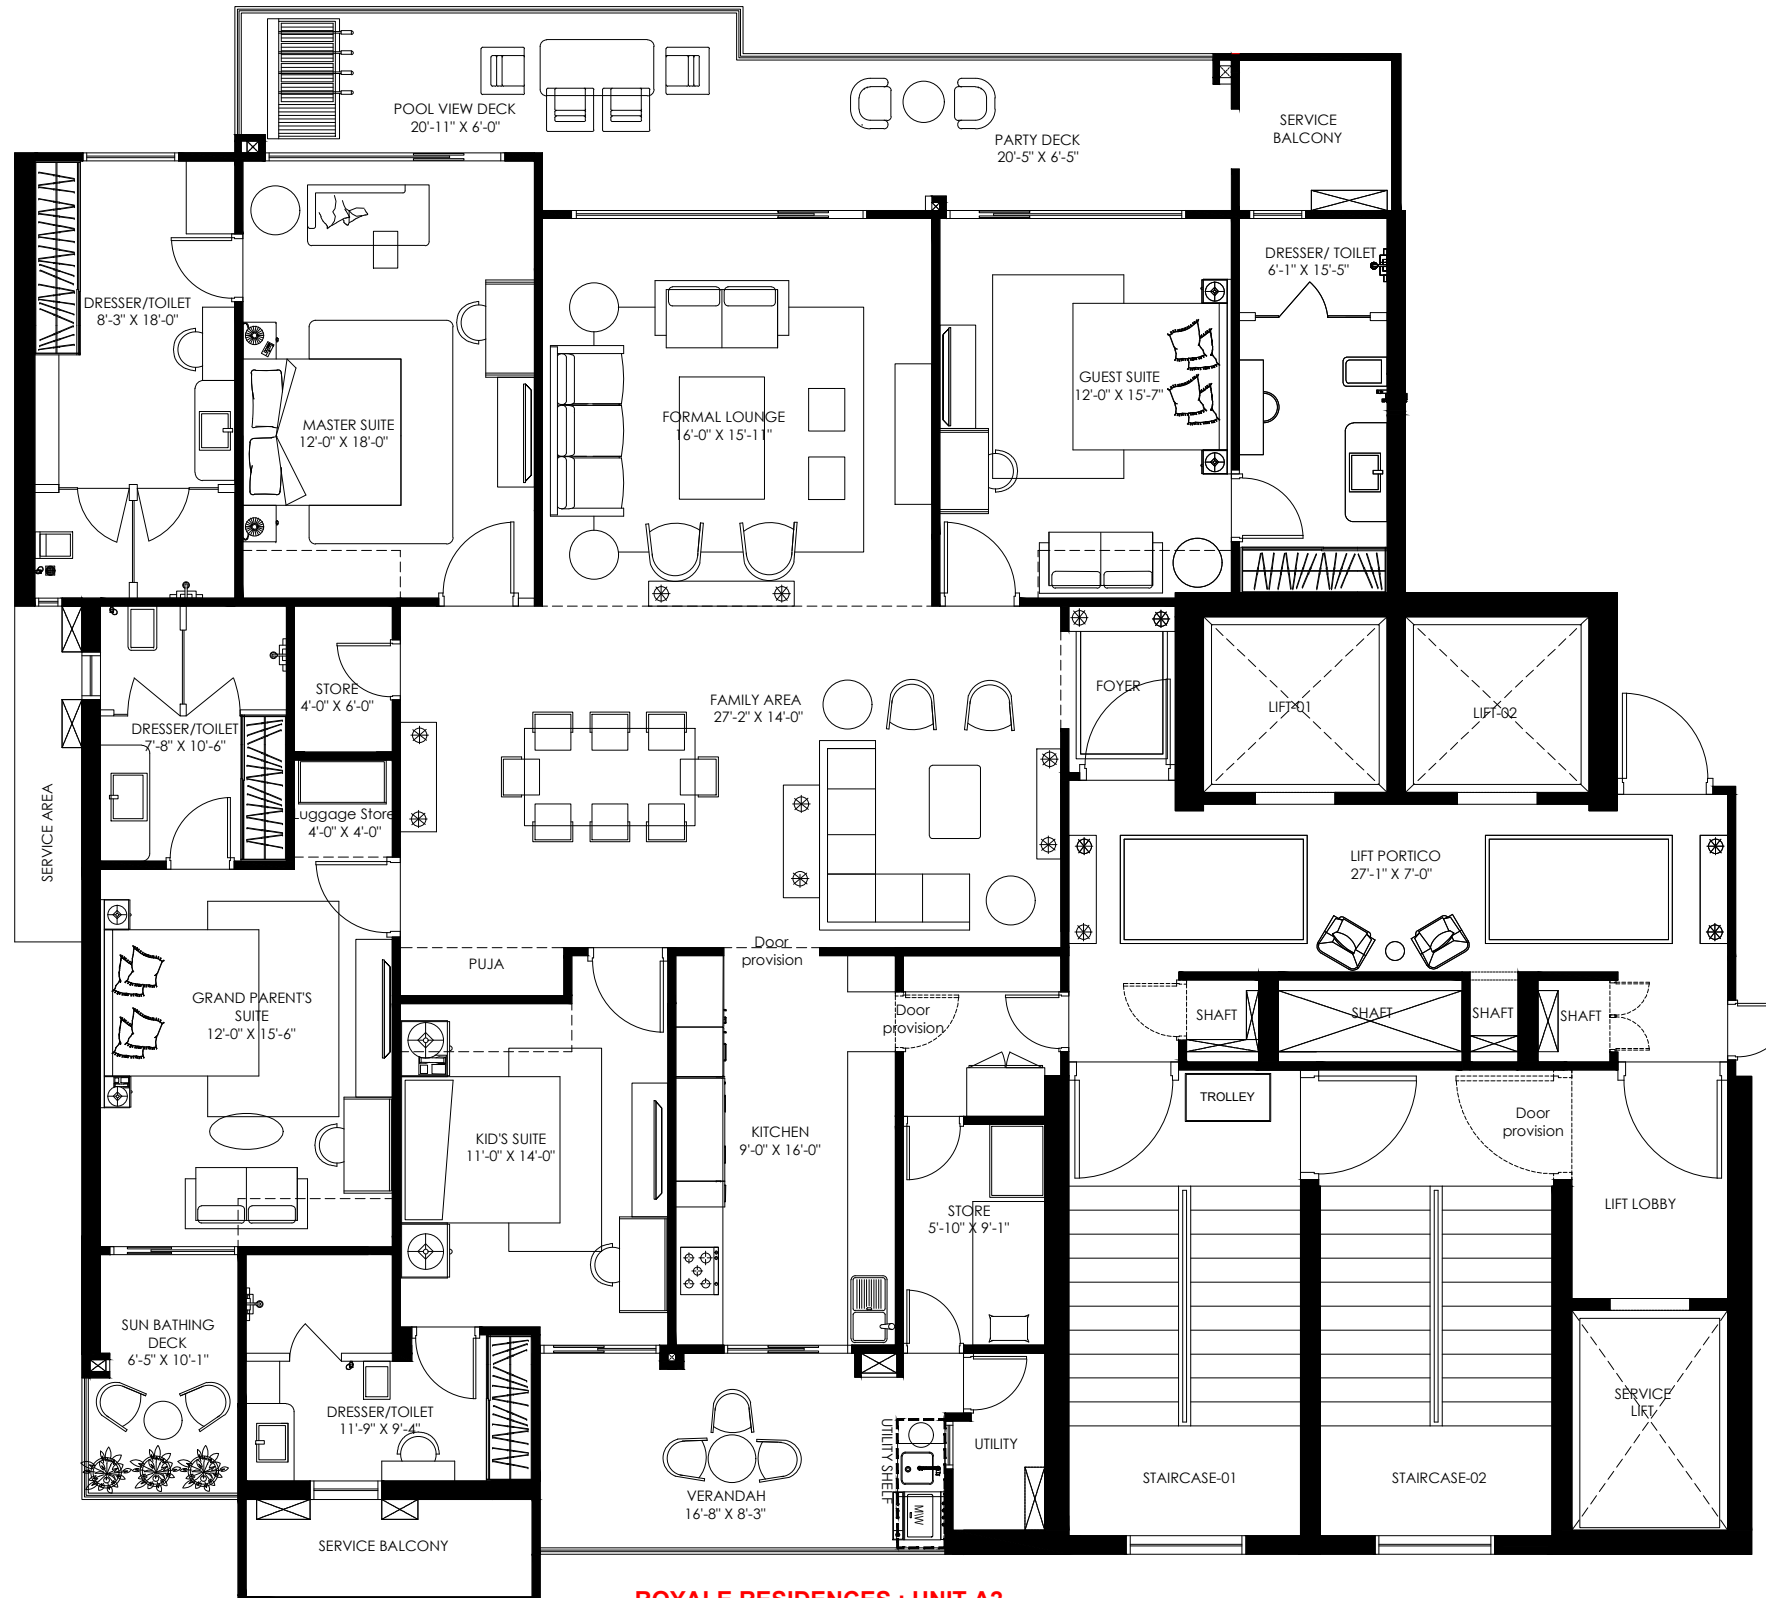 POOL VIEW DECK
20'-11" X 6'-0"
PARTY DECK
20'-5" X 6'-5"
SERVICE
BALCONY
DRESSER/TOILET
8'-3" X 18'-0"
MASTER SUITE
12'-0" X 18'-0"
FORMAL LOUNGE
16'-0" X 15'-11"
GUEST SUITE
12'-0" X 15'-7"
DRESSER/ TOILET
6'-1" X 15'-5"
STORE
4'-0" X 6'-0"
FAMILY AREA
27'-2" X 14'-0"
FOYER
LIFT-01
LIFT-02
DRESSER/TOILET
7'-8" X 10'-6"
SERVICE AREA
Luggage Store
4'-0" X 4'-0"
LIFT PORTICO
27'-1" X 7'-0"
PUJA
Door
provision
GRAND PARENT'S
SUITE
12'-0" X 15'-6"
Door
provision
SHAFT
SHAFT
SHAFT
SHAFT
TROLLEY
Door
provision
KID'S SUITE
11'-0" X 14'-0"
KITCHEN
9'-0" X 16'-0"
STORE
5'-10" X 9'-1"
LIFT LOBBY
SUN BATHING
DECK
6'-5" X 10'-1"
DRESSER/TOILET
11'-9" X 9'-4"
SERVICE
LIFT
UTILITY SHELF
UTILITY
MW
VERANDAH
16'-8" X 8'-3"
STAIRCASE-01
STAIRCASE-02
SERVICE BALCONY
ROYALE RESIDENCES : UNIT A2